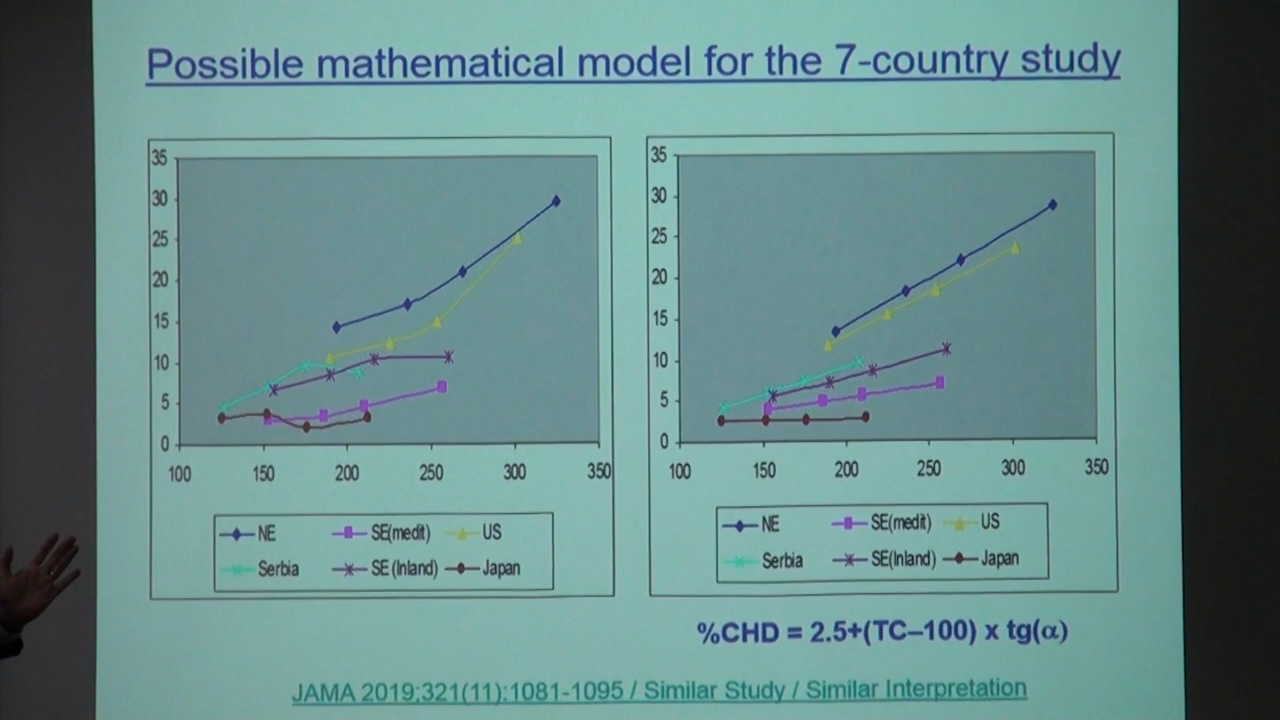 Possible mathematical model for the 7-country study
35
30
25
20
15
10
5
0
100 150 200 250 300 350
NE SE(medit) US
Serbia SE (Inland) Japan
35
30
25
20
15
10
5
0
100 150 200 250 300 350
NE SE(medit) US
Serbia SE(Inland) Japan
%CHD = 2.5+(TC–100) x tg(α)
JAMA 2019;321(11):1081-1095 / Similar Study / Similar Interpretation